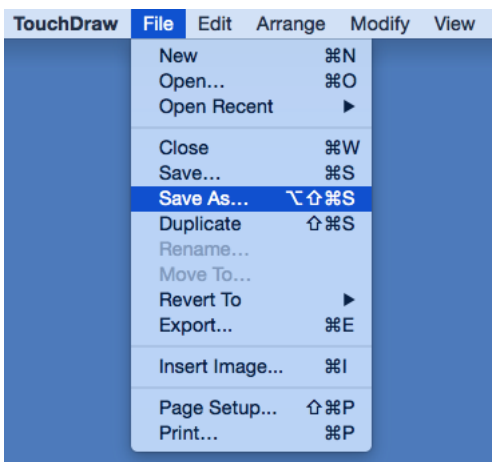 TouchDraw File Edit Arrange Modify View
New ⌘N
Open... ⌘O
Open Recent ▶
Close ⌘W
Save... ⌘S
Save As... ⌥⇧⌘S
Duplicate ⇧⌘S
Rename...
Move To...
Revert To ▶
Export... ⌘E
Insert Image... ⌘I
Page Setup... ⇧⌘P
Print... ⌘P